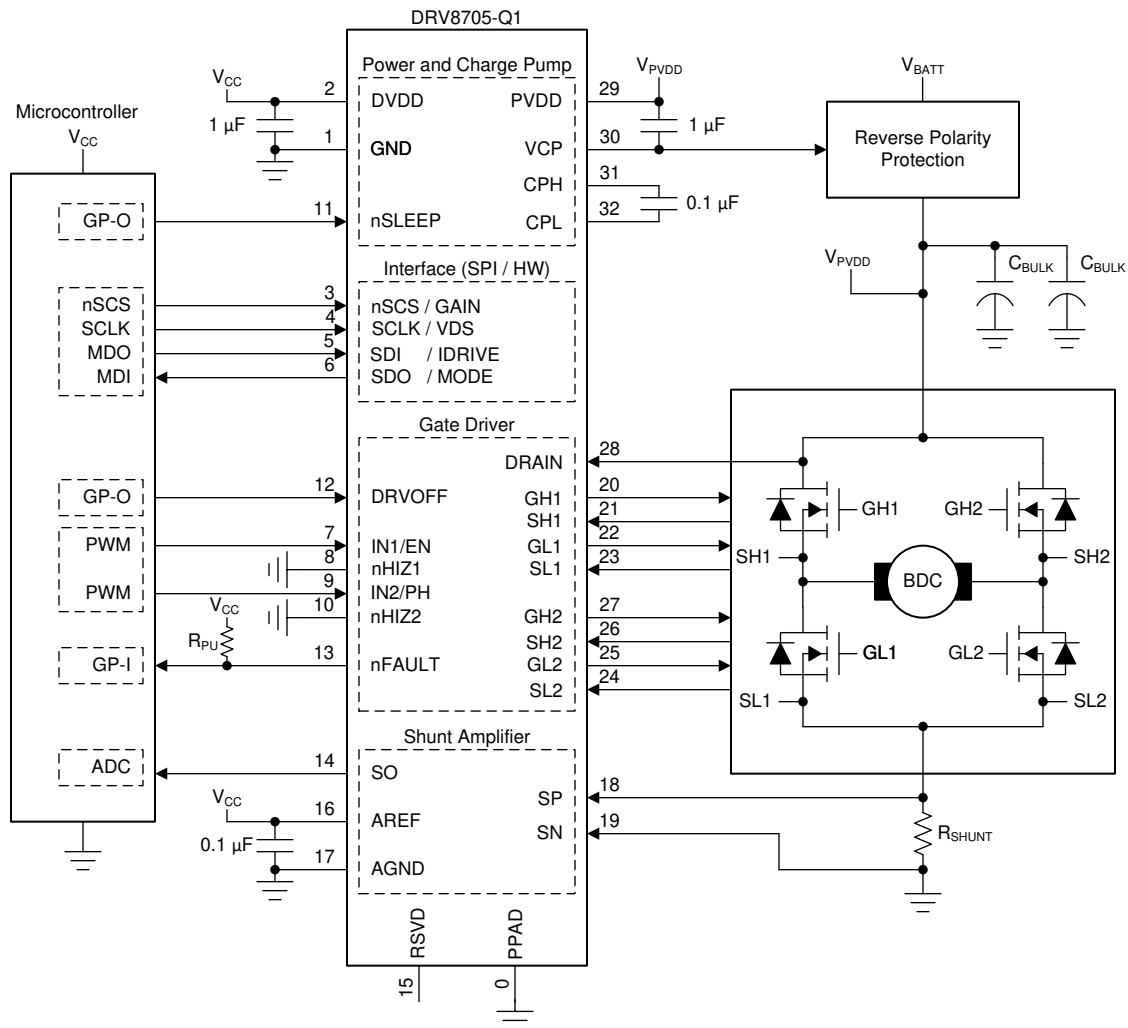 DRV8705-Q1
Microcontroller
VCC
GP-O
nSCS
SCLK
MDO
MDI
GP-O
PWM
PWM
GP-I
ADC
VCC
1 µF
2
1
11
3
4
5
6
12
7
8
9
10
VCC
RPU
13
14
VCC
16
0.1 µF
17
Power and Charge Pump
DVDD
PVDD
GND
VCP
CPH
nSLEEP
CPL
Interface (SPI / HW)
nSCS / GAIN
SCLK / VDS
SDI / IDRIVE
SDO / MODE
Gate Driver
DRAIN
DRVOFF
GH1
SH1
IN1/EN
GL1
nHIZ1
SL1
IN2/PH
nHIZ2
GH2
SH2
nFAULT
GL2
SL2
Shunt Amplifier
SO
SP
AREF
SN
AGND
RSVD
PPAD
15
0
VPVDD
29
1 µF
30
31
0.1 µF
32
28
20
21
22
23
27
26
25
24
18
19
VBATT
Reverse Polarity
Protection
VPVDD
CBULK
CBULK
GH1
GH2
SH1
SH2
BDC
GL1
GL2
SL1
SL2
RSHUNT